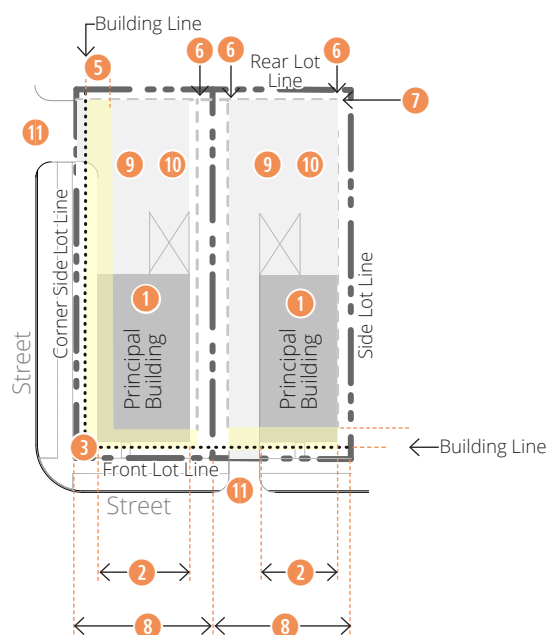 Building Line
5
6
6
6
Rear Lot
Line
7
11
9
10
9
10
Corner Side Lot Line
Side Lot Line
1
1
Principal
Building
Principal
Building
Street
3
Building Line
Front Lot Line
11
Street
2
2
8
8